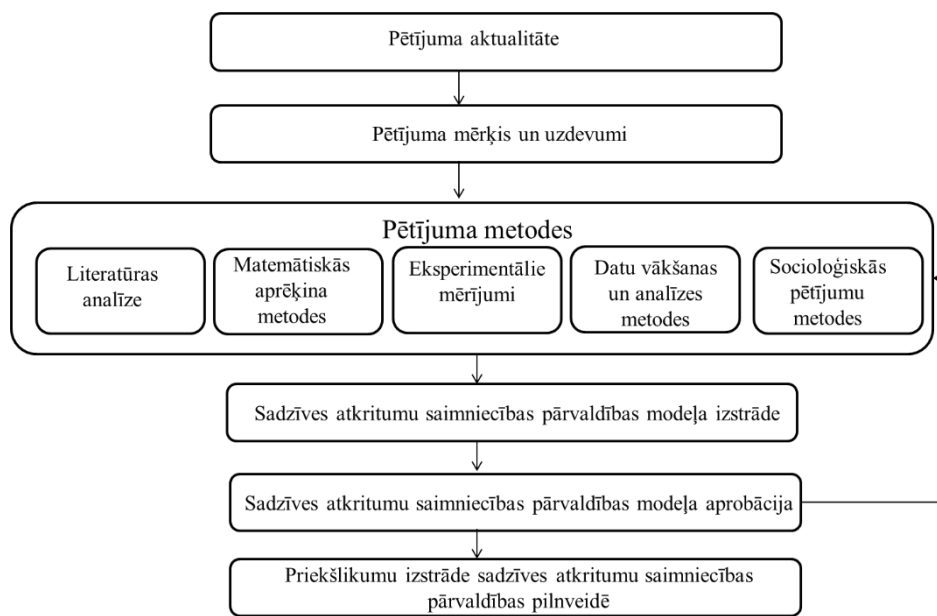 Pētījuma aktualitāte
Pētījuma mērķis un uzdevumi
Pētījuma metodes
Literatūras
analīze
Matemātiskās
aprēķina
metodes
Eksperimentālie
mērījumi
Datu vākšanas
un analīzes
metodes
Socioloģiskās
pētījumu
metodes
Sadzīves atkritumu saimniecības pārvaldības modeļa izstrāde
Sadzīves atkritumu saimniecības pārvaldības modeļa aprobācija
Priekšlikumu izstrāde sadzīves atkritumu saimniecības
pārvaldības pilnveidē